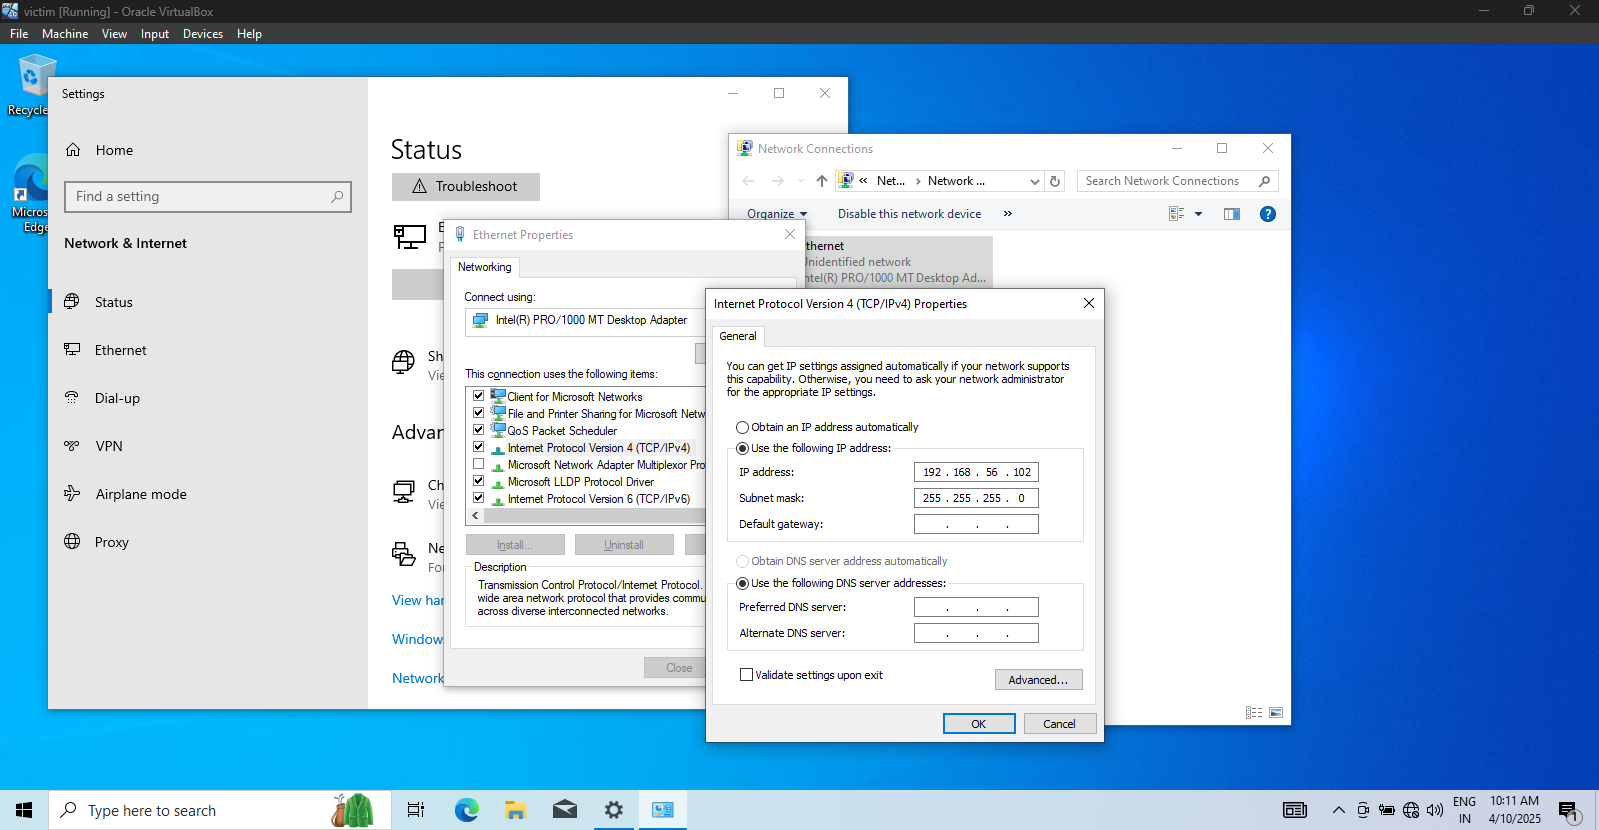 victim [Running] - Oracle VirtualBox
File Machine View Input Devices Help
Recycle
Micros
Edge
Settings
Home
Find a setting
Network & Internet
Status
Ethernet
Dial-up
VPN
Airplane mode
Proxy
Status
Troubleshoot
Sh
Vie
Advan
Ch
Vie
Ne
For
View har
Windows
Network
Ethernet Properties
Networking
Connect using:
Intel(R) PRO/1000 MT Desktop Adapter
This connection uses the following items:
Client for Microsoft Networks
File and Printer Sharing for Microsoft Netw
QoS Packet Scheduler
Internet Protocol Version 4 (TCP/IPv4)
Microsoft Network Adapter Multiplexor Pro
Microsoft LLDP Protocol Driver
Internet Protocol Version 6 (TCP/IPv6)
Install...
Uninstall
Description
Transmission Control Protocol/Internet Protocol.
wide area network protocol that provides commu
across diverse interconnected networks.
Close
Network Connections
« Net... › Network ...
Search Network Connections
Organize
Disable this network device
»
thernet
Unidentified network
Intel(R) PRO/1000 MT Desktop Ad...
Internet Protocol Version 4 (TCP/IPv4) Properties
General
You can get IP settings assigned automatically if your network supports
this capability. Otherwise, you need to ask your network administrator
for the appropriate IP settings.
Obtain an IP address automatically
Use the following IP address:
IP address: 192 . 168 . 56 . 102
Subnet mask: 255 . 255 . 255 . 0
Default gateway: . . .
Obtain DNS server address automatically
Use the following DNS server addresses:
Preferred DNS server: . . .
Alternate DNS server: . . .
Validate settings upon exit
Advanced...
OK
Cancel
Type here to search
ENG
IN
10:11 AM
4/10/2025
1